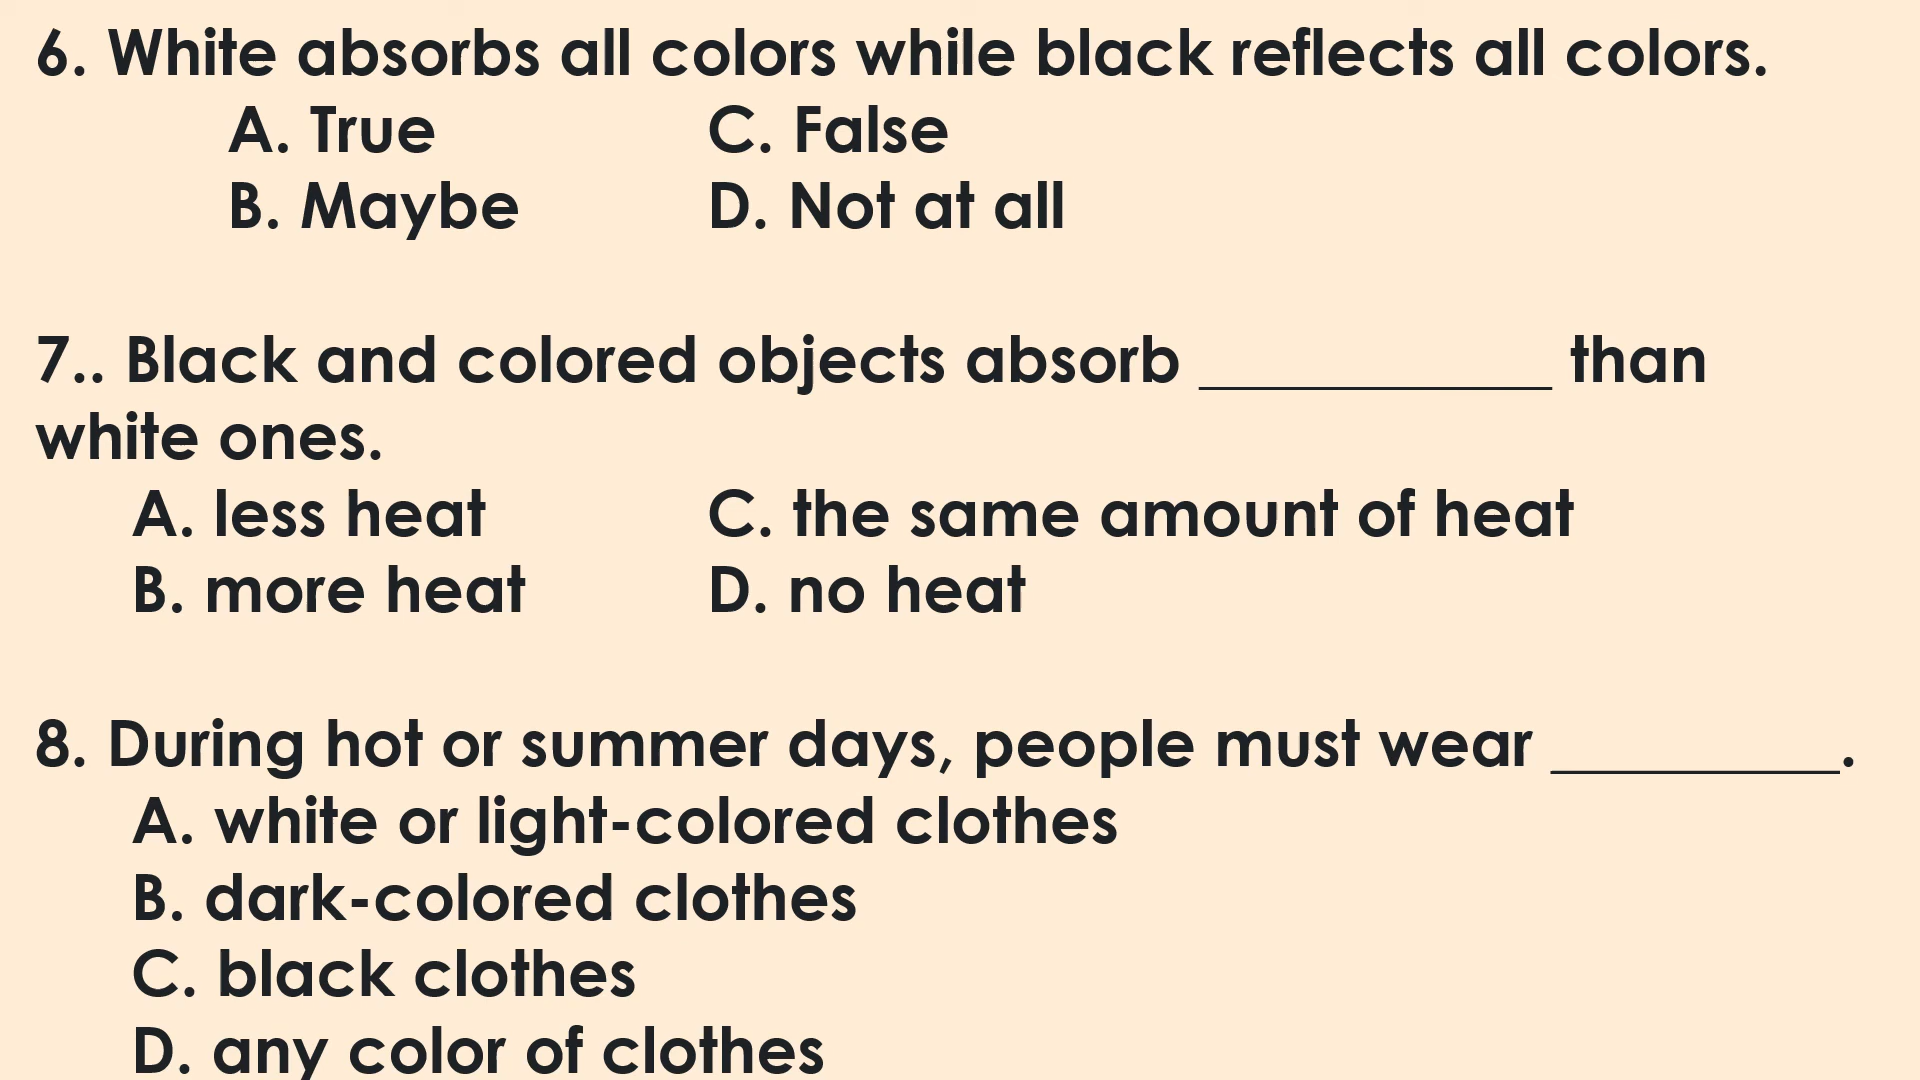 6. White absorbs all colors while black reflects all colors.
A. True C. False
B. Maybe D. Not at all
7.. Black and colored objects absorb ___________ than
white ones.
A. less heat C. the same amount of heat
B. more heat D. no heat
8. During hot or summer days, people must wear _________.
A. white or light-colored clothes
B. dark-colored clothes
C. black clothes
D. any color of clothes